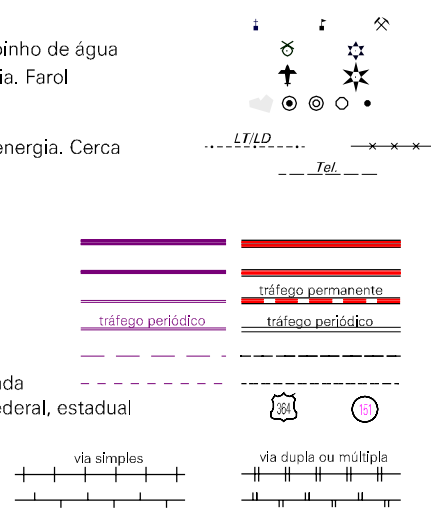 pinho de água
ia. Farol
energia. Cerca LT/LD
Tel.
tráfego permanente
tráfego periódico tráfego periódico
ada
ederal, estadual 364 151
via simples via dupla ou múltipla